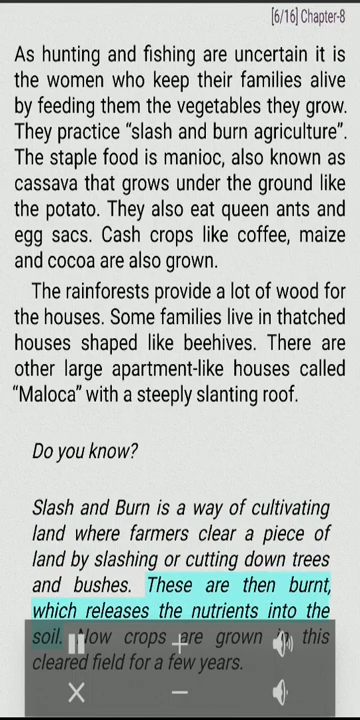 [6/16] Chapter-8
As hunting and fishing are uncertain it is
the women who keep their families alive
by feeding them the vegetables they grow.
They practice “slash and burn agriculture”.
The staple food is manioc, also known as
cassava that grows under the ground like
the potato. They also eat queen ants and
egg sacs. Cash crops like coffee, maize
and cocoa are also grown.
The rainforests provide a lot of wood for
the houses. Some families live in thatched
houses shaped like beehives. There are
other large apartment-like houses called
“Maloca” with a steeply slanting roof.
Do you know?
Slash and Burn is a way of cultivating
land where farmers clear a piece of
land by slashing or cutting down trees
and bushes. These are then burnt,
which releases the nutrients into the
soil. Now crops are grown in this
cleared field for a few years.